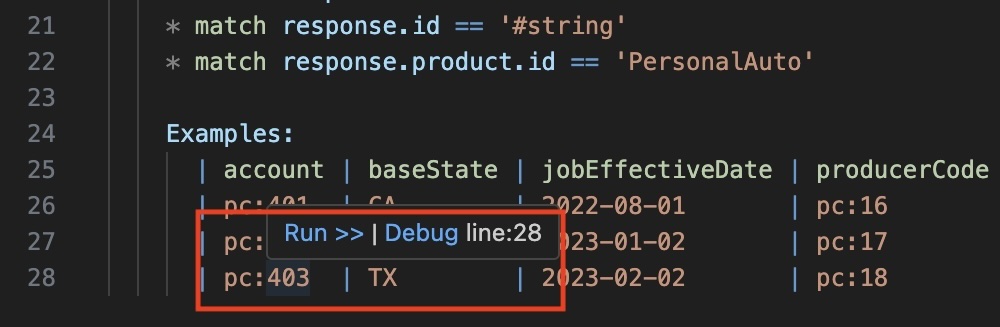 21 * match response.id == '#string'
22 * match response.product.id == 'PersonalAuto'
23
24 Examples:
25 | account | baseState | jobEffectiveDate | producerCode
26 | pc:401 | CA | 2022-08-01 | pc:16
Run >> | Debug line:28
27 | pc: 023-01-02 | pc:17
28 | pc:403 | TX | 2023-02-02 | pc:18